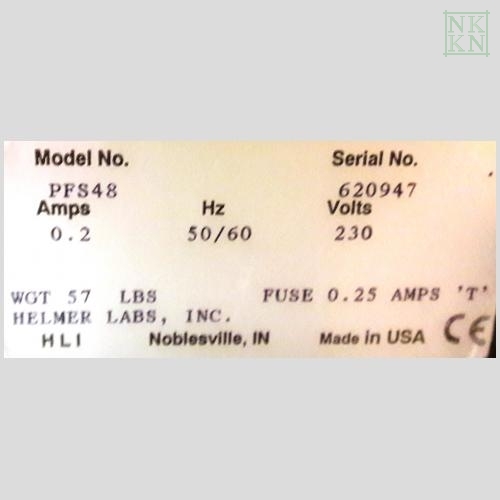 NK
KN
Model No. Serial No.
PFS48 620947
Amps Hz Volts
0.2 50/60 230
WGT 57 LBS FUSE 0.25 AMPS 'T'
HELMER LABS, INC.
HLI Noblesville, IN Made in USA CE